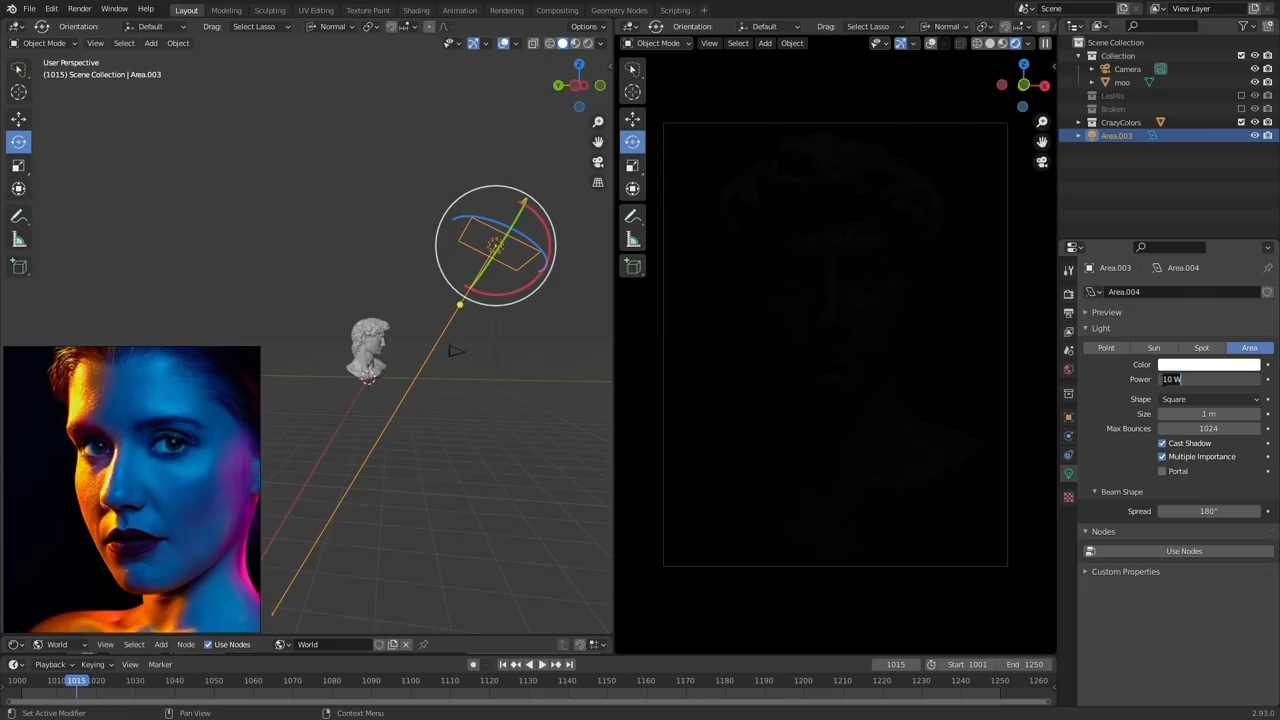 File Edit Render Window Help Layout Modeling Sculpting UV Editing Texture Paint Shading Animation Rendering Compositing Geometry Nodes Scripting + Scene View Layer
Orientation: Default Drag: Select Lasso Normal Options
Object Mode View Select Add Object
User Perspective
(1015) Scene Collection | Area.003
Orientation: Default Drag: Select Lasso Normal
Object Mode View Select Add Object
Scene Collection
Collection
Camera
moo
LesMis
Broken
CrazyColors
Area.003
Area.003 Area.004
Area.004
Preview
Light
Point Sun Spot Area
Color
Power 10 W
Shape Square
Size 1 m
Max Bounces 1024
Cast Shadow
Multiple Importance
Portal
Beam Shape
Spread 180°
Nodes
Use Nodes
Custom Properties
World View Select Add Node Use Nodes World
Playback Keying View Marker 1015 Start 1001 End 1250
1000 1010 1015 1020 1030 1040 1050 1060 1070 1080 1090 1100 1110 1120 1130 1140 1150 1160 1170 1180 1190 1200 1210 1220 1230 1240 1250 1260
Set Active Modifier Pan View Context Menu 2.93.0